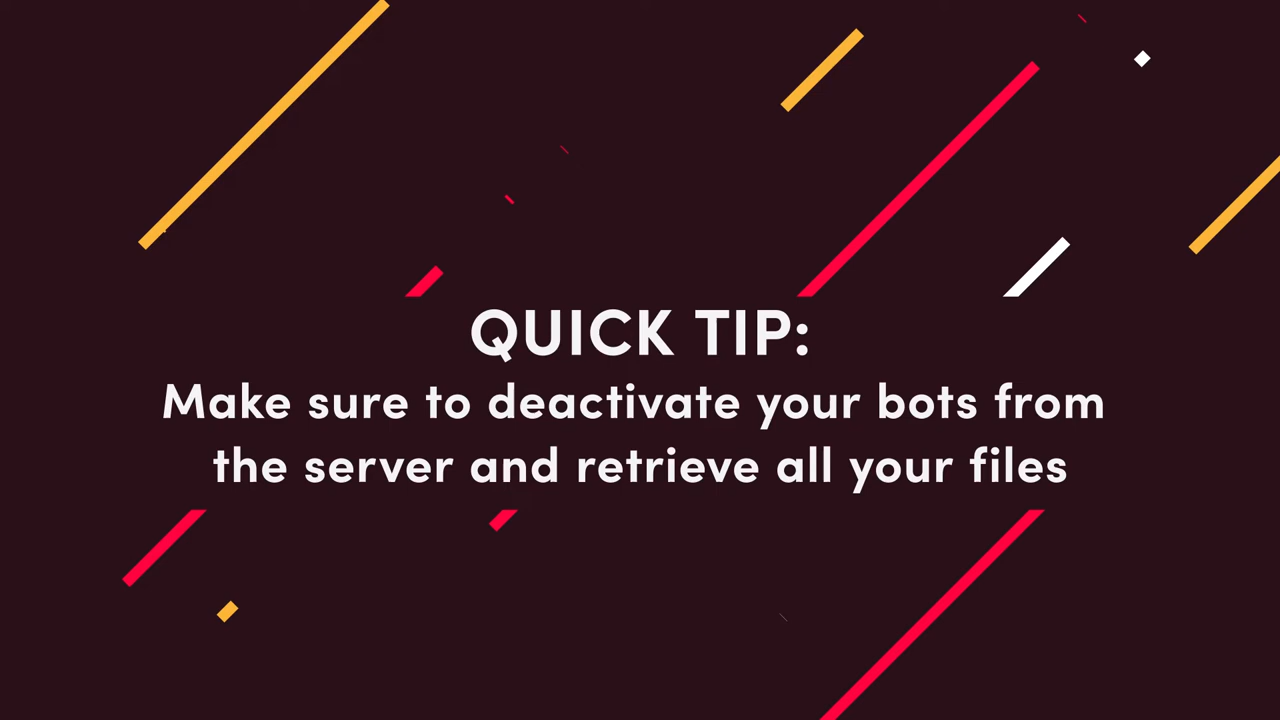 QUICK TIP:
Make sure to deactivate your bots from
the server and retrieve all your files